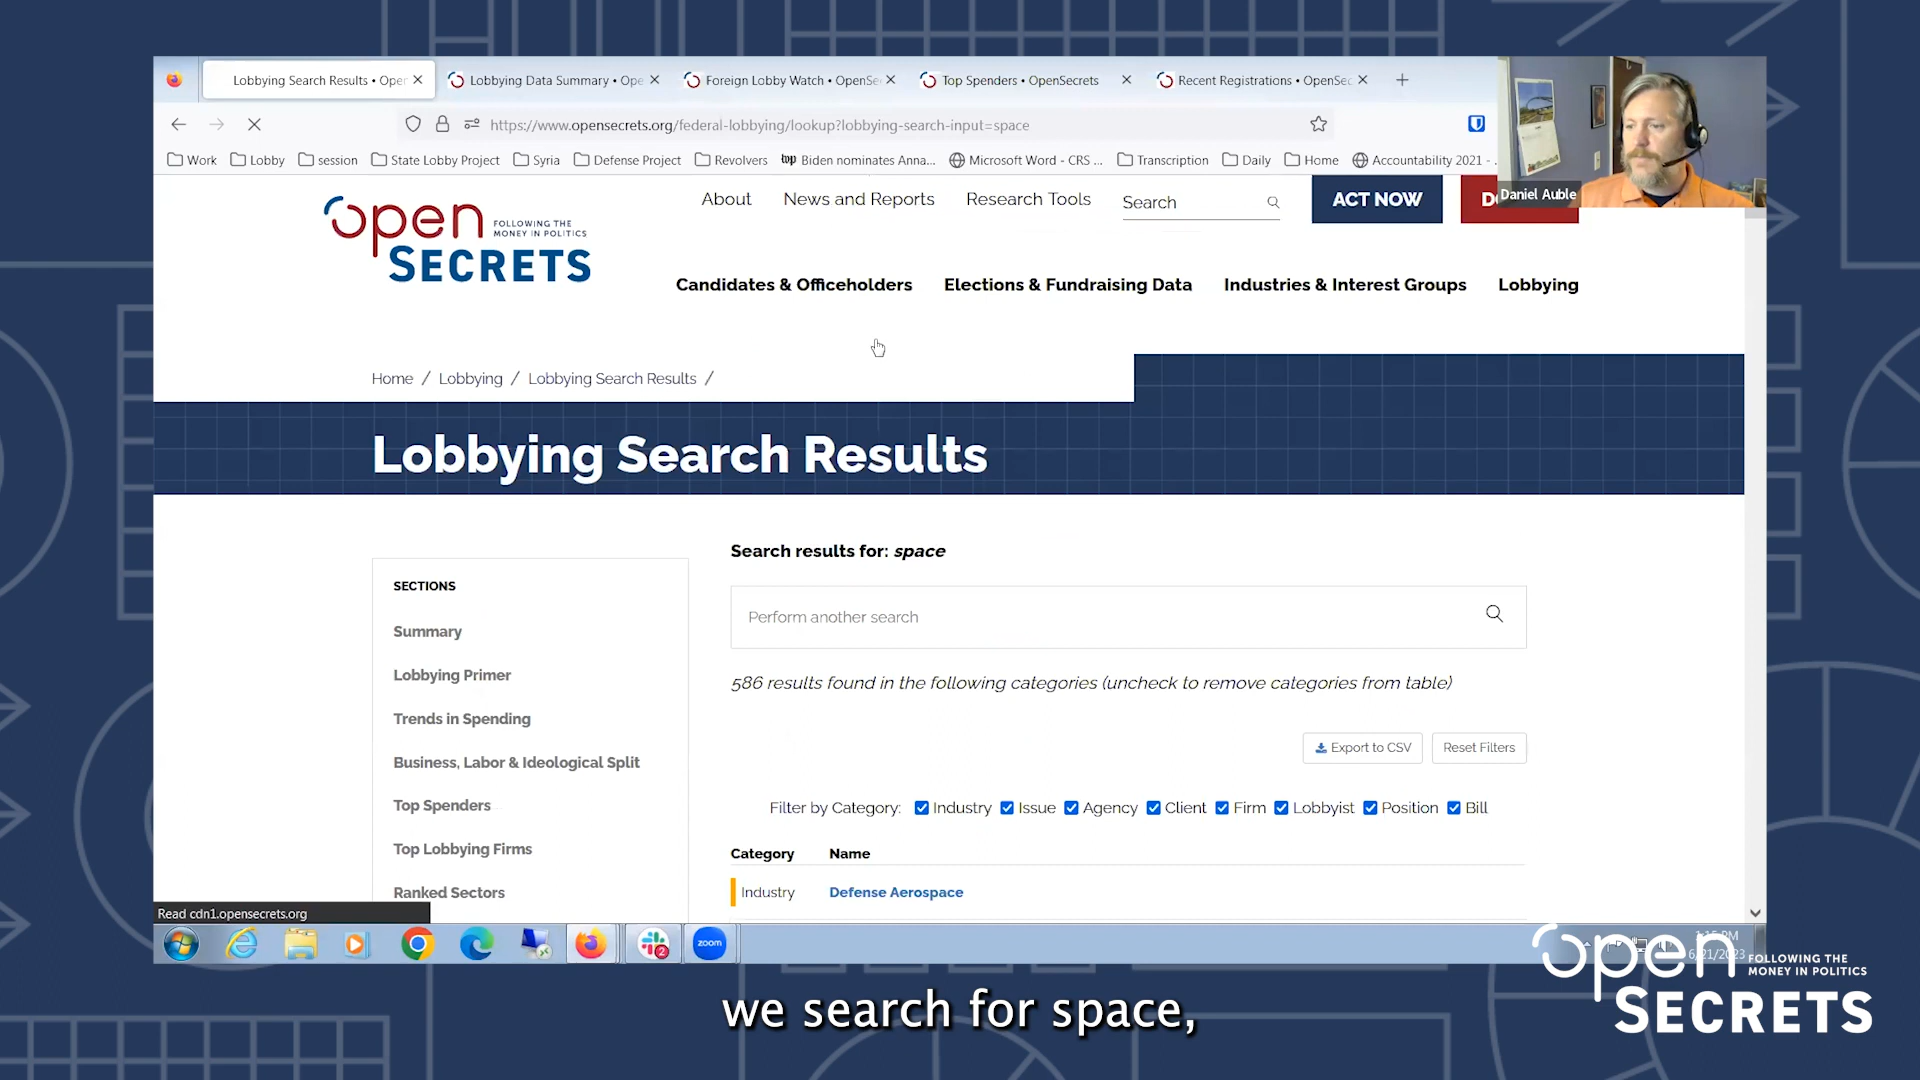 Lobbying Search Results • Oper
Lobbying Data Summary • Ope
Foreign Lobby Watch • OpenSe
Top Spenders • OpenSecrets
Recent Registrations • OpenSec
https://www.opensecrets.org/federal-lobbying/lookup?lobbying-search-input=space
Work
Lobby
session
State Lobby Project
Syria
Defense Project
Revolvers
Biden nominates Anna...
Microsoft Word - CRS ...
Transcription
Daily
Home
Accountability 2021 - .
Daniel Auble
open
SECRETS
FOLLOWING THE
MONEY IN POLITICS
About
News and Reports
Research Tools
Search
ACT NOW
Candidates & Officeholders
Elections & Fundraising Data
Industries & Interest Groups
Lobbying
Home / Lobbying / Lobbying Search Results /
Lobbying Search Results
SECTIONS
Summary
Lobbying Primer
Trends in Spending
Business, Labor & Ideological Split
Top Spenders
Top Lobbying Firms
Ranked Sectors
Search results for: space
Perform another search
586 results found in the following categories (uncheck to remove categories from table)
Export to CSV
Reset Filters
Filter by Category: Industry Issue Agency Client Firm Lobbyist Position Bill
Category Name
Industry Defense Aerospace
Read cdn1.opensecrets.org
2
zoom
1:15 PM
6/21/2023
open
SECRETS
FOLLOWING THE
MONEY IN POLITICS
we search for space,